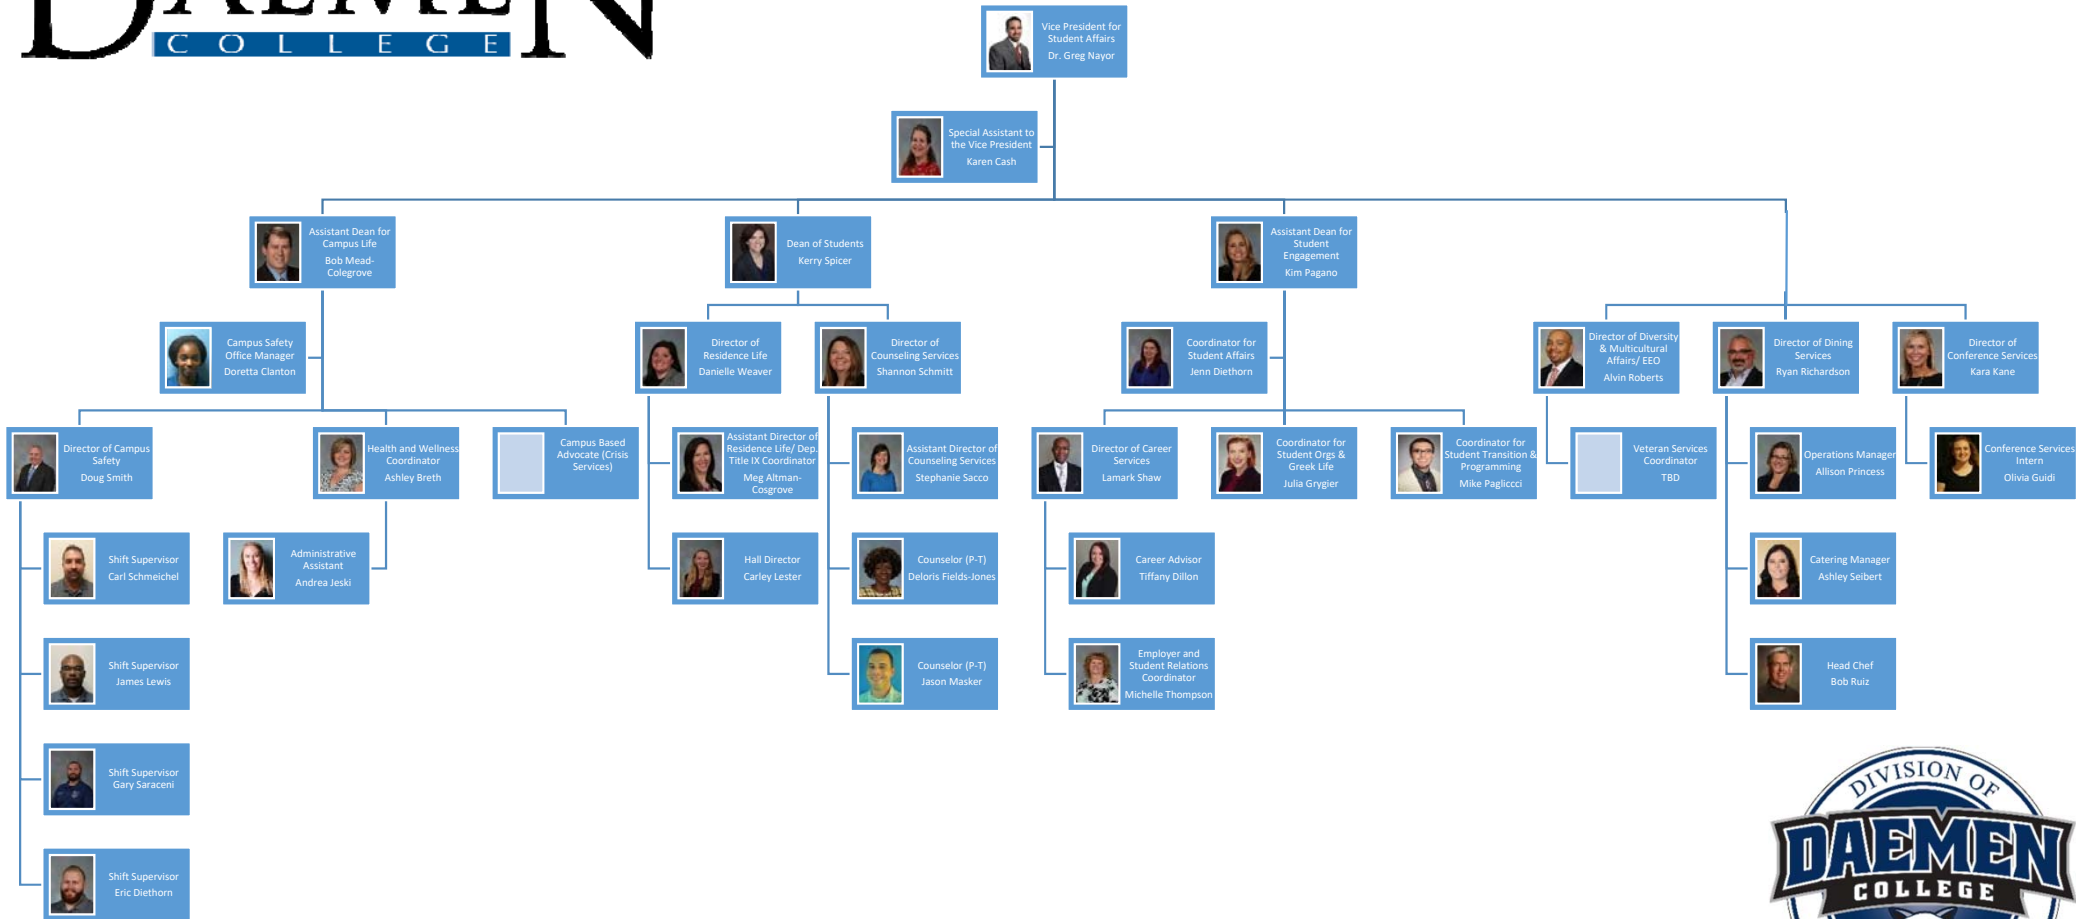 DAEMEN
COLLEGE
Vice President for
Student Affairs
Dr. Greg Nayor
Special Assistant to
the Vice President
Karen Cash
Assistant Dean for
Campus Life
Bob Mead-
Colegrove
Dean of Students
Kerry Spicer
Assistant Dean for
Student
Engagement
Kim Pagano
Campus Safety
Office Manager
Doretta Clanton
Director of
Residence Life
Danielle Weaver
Director of
Counseling Services
Shannon Schmitt
Coordinator for
Student Affairs
Jenn Diethorn
Director of Diversity
& Multicultural
Affairs/ EEO
Alvin Roberts
Director of Dining
Services
Ryan Richardson
Director of
Conference Services
Kara Kane
Director of Campus
Safety
Doug Smith
Health and Wellness
Coordinator
Ashley Breth
Campus Based
Advocate (Crisis
Services)
Assistant Director of
Residence Life/ Dep.
Title IX Coordinator
Meg Altman-
Cosgrove
Assistant Director of
Counseling Services
Stephanie Sacco
Director of Career
Services
Lamark Shaw
Coordinator for
Student Orgs &
Greek Life
Julia Grygier
Coordinator for
Student Transition &
Programming
Mike Pagliccci
Veteran Services
Coordinator
TBD
Operations Manager
Allison Princess
Conference Services
Intern
Olivia Guidi
Shift Supervisor
Carl Schmeichel
Administrative
Assistant
Andrea Jeski
Hall Director
Carley Lester
Counselor (P-T)
Deloris Fields-Jones
Career Advisor
Tiffany Dillon
Catering Manager
Ashley Seibert
Shift Supervisor
James Lewis
Counselor (P-T)
Jason Masker
Employer and
Student Relations
Coordinator
Michelle Thompson
Head Chef
Bob Ruiz
Shift Supervisor
Gary Saraceni
Shift Supervisor
Eric Diethorn
DIVISION OF
DAEMEN
COLLEGE